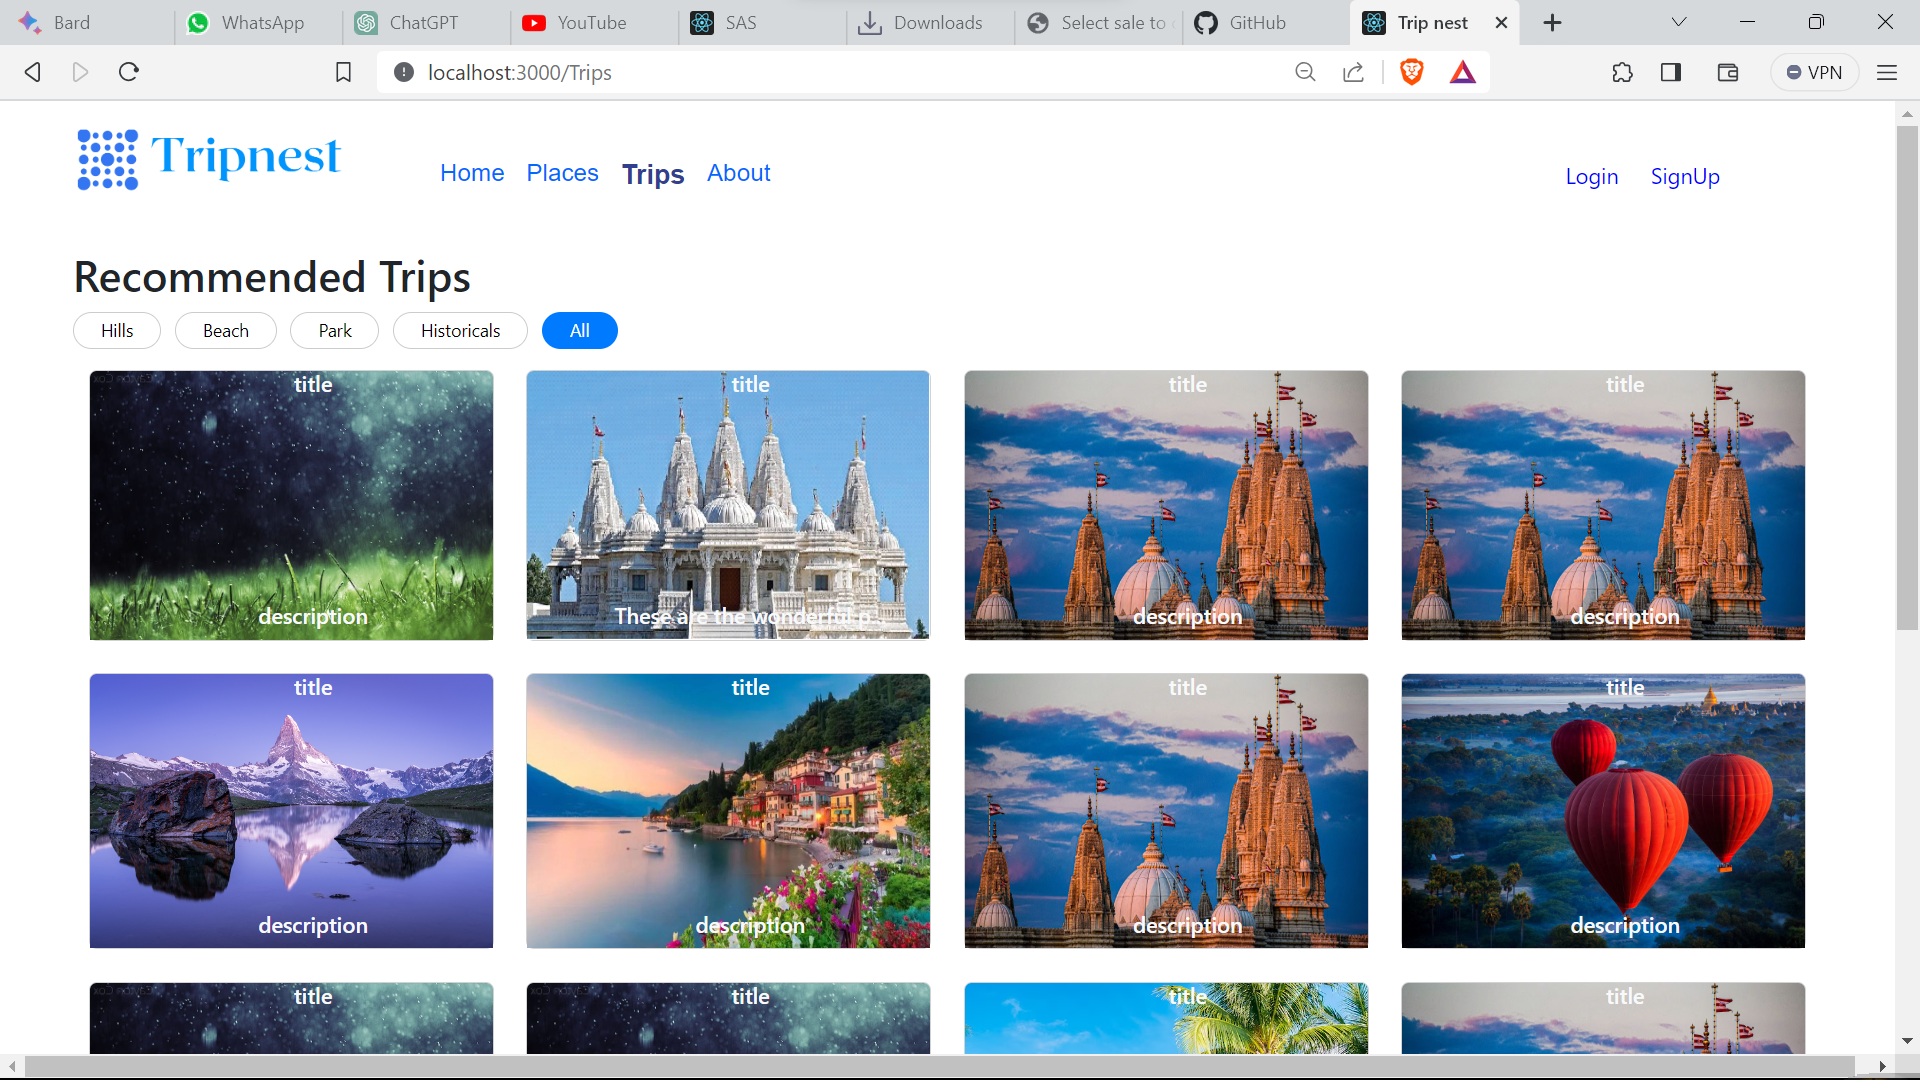 Bard
WhatsApp
ChatGPT
YouTube
SAS
Downloads
Select sale to
GitHub
Trip nest
localhost:3000/Trips
VPN
Tripnest
Home
Places
Trips
About
Login
SignUp
Recommended Trips
Hills
Beach
Park
Historicals
All
title
title
title
title
description
These are the wonderful p...
description
description
title
title
title
title
description
description
description
description
title
title
title
title